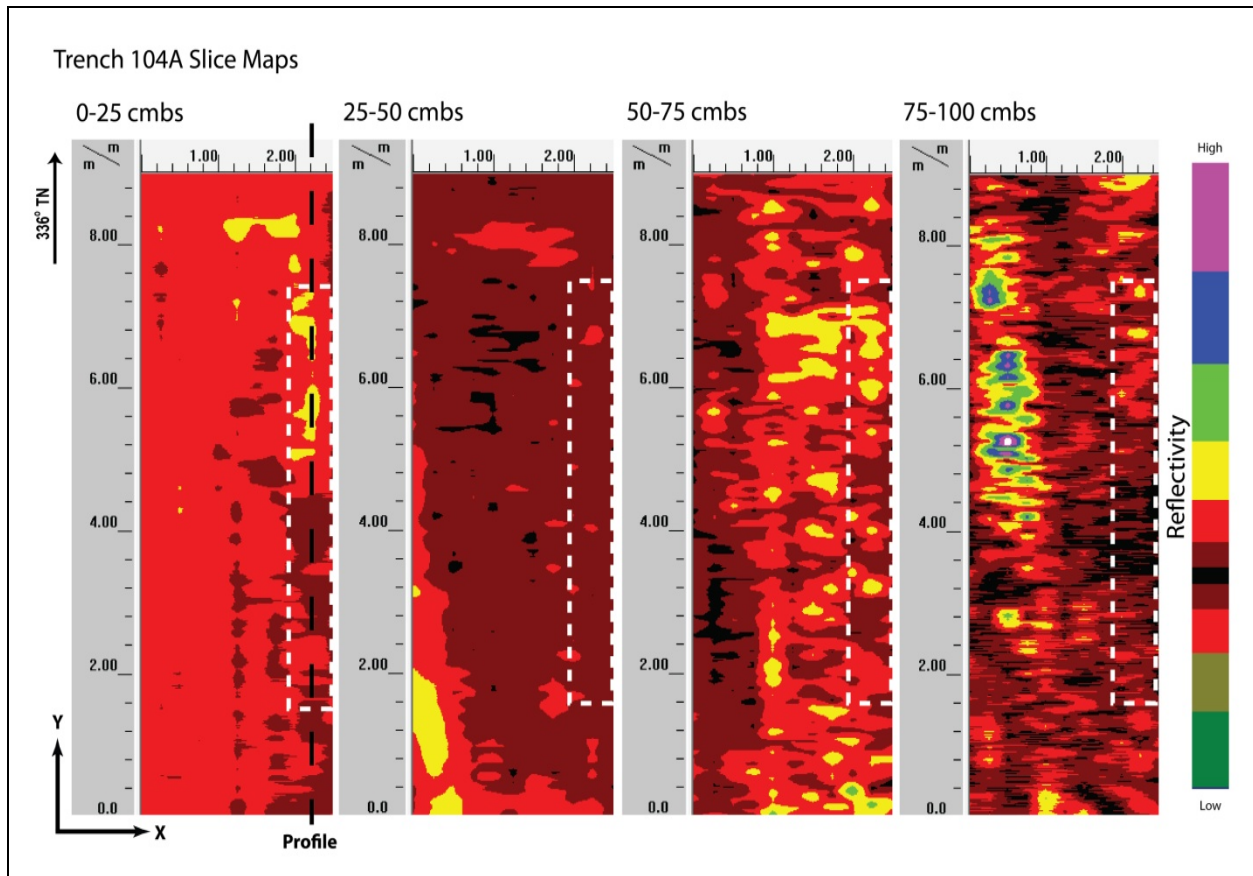 Trench 104A Slice Maps
0-25 cmbs
25-50 cmbs
50-75 cmbs
75-100 cmbs
m
m
1.00 2.00
m
m
1.00 2.00
m
m
1.00 2.00
m
m
1.00 2.00
High
336° TN
8.00
8.00
8.00
8.00
6.00
6.00
6.00
6.00
Reflectivity
4.00
4.00
4.00
4.00
2.00
2.00
2.00
2.00
Y
0.0
0.0
0.0
0.0
Low
X
Profile